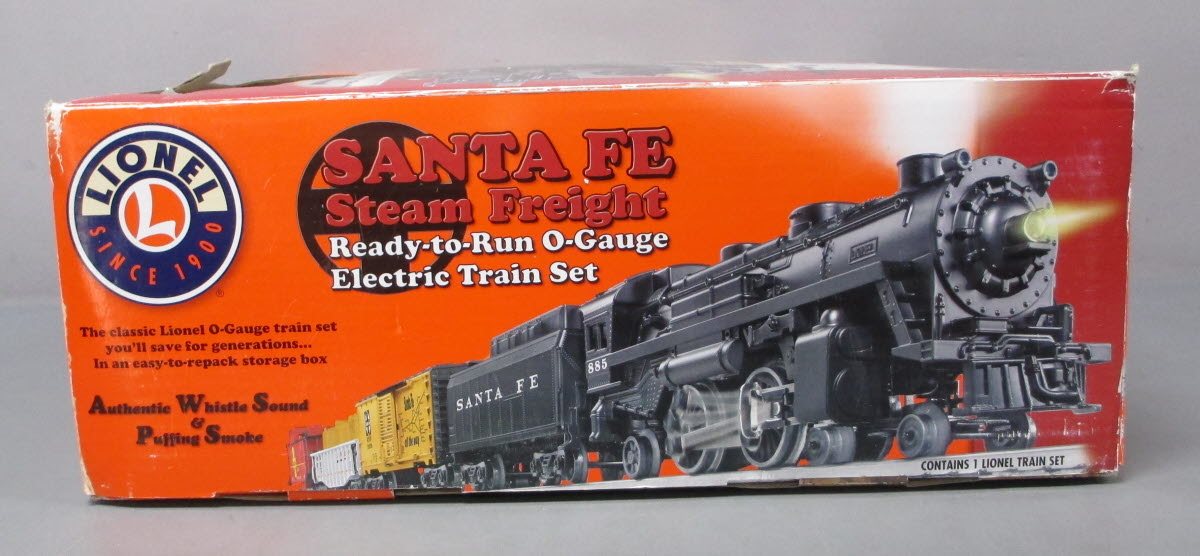 LIONEL
L
SINCE 1900
®
SANTA FE
Steam Freight
Ready-to-Run O-Gauge
Electric Train Set
The classic Lionel O-Gauge train set
you'll save for generations...
In an easy-to-repack storage box
Authentic Whistle Sound
&
Puffing Smoke
SANTA FE
885
LIONEL
CONTAINS 1 LIONEL TRAIN SET